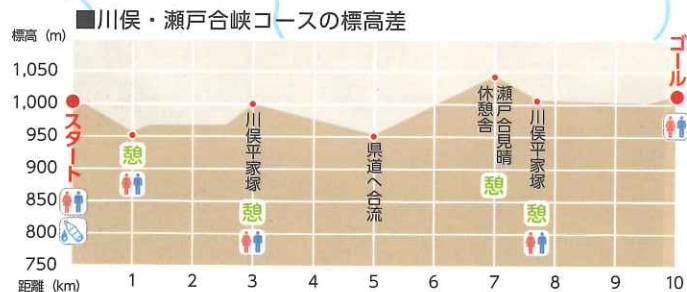 ■川俣・瀬戸合峡コースの標高差
標高（m）
1,050
1,000
950
900
850
800
750
距離（km）
1
2
3
4
5
6
7
8
9
10
スタート
憩
川俣平家塚
憩
県道へ合流
瀬戸合見晴
休憩舎
憩
川俣平家塚
憩
ゴール